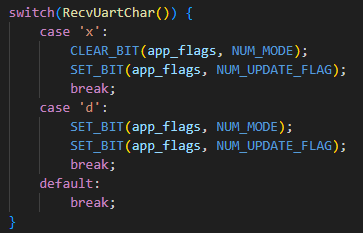 switch(RecvUartChar()) {
    case 'x':
        CLEAR_BIT(app_flags, NUM_MODE);
        SET_BIT(app_flags, NUM_UPDATE_FLAG);
        break;
    case 'd':
        SET_BIT(app_flags, NUM_MODE);
        SET_BIT(app_flags, NUM_UPDATE_FLAG);
        break;
    default:
        break;
}